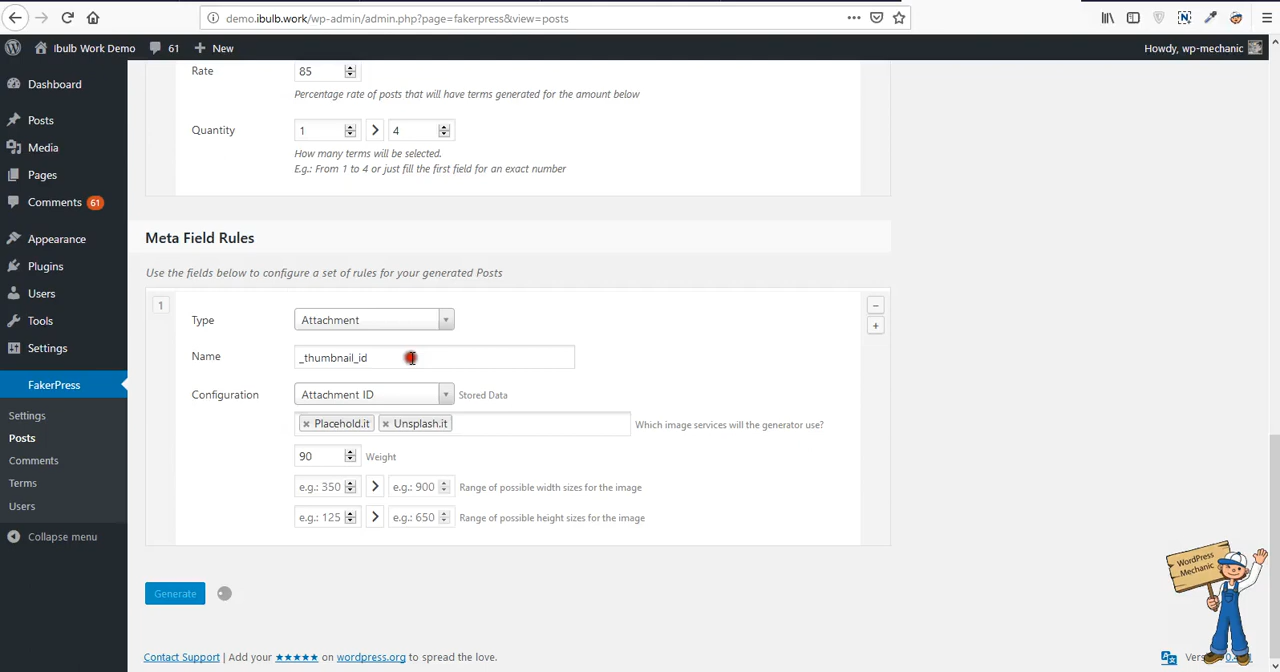 demo.ibulb.work/wp-admin/admin.php?page=fakerpress&view=posts
Ibulb Work Demo 61 New
Howdy, wp-mechanic
Dashboard
Posts
Media
Pages
Comments 61
Appearance
Plugins
Users
Tools
Settings
FakerPress
Settings
Posts
Comments
Terms
Users
Collapse menu
Rate 85
Percentage rate of posts that will have terms generated for the amount below
Quantity 1 4
How many terms will be selected.
E.g.: From 1 to 4 or just fill the first field for an exact number
Meta Field Rules
Use the fields below to configure a set of rules for your generated Posts
1
Type Attachment
Name _thumbnail_id
Configuration Attachment ID Stored Data
× Placehold.it × Unsplash.it Which image services will the generator use?
90 Weight
e.g.: 350 e.g.: 900 Range of possible width sizes for the image
e.g.: 125 e.g.: 650 Range of possible height sizes for the image
Generate
Contact Support | Add your ★★★★★ on wordpress.org to spread the love.
WordPress
Mechanic